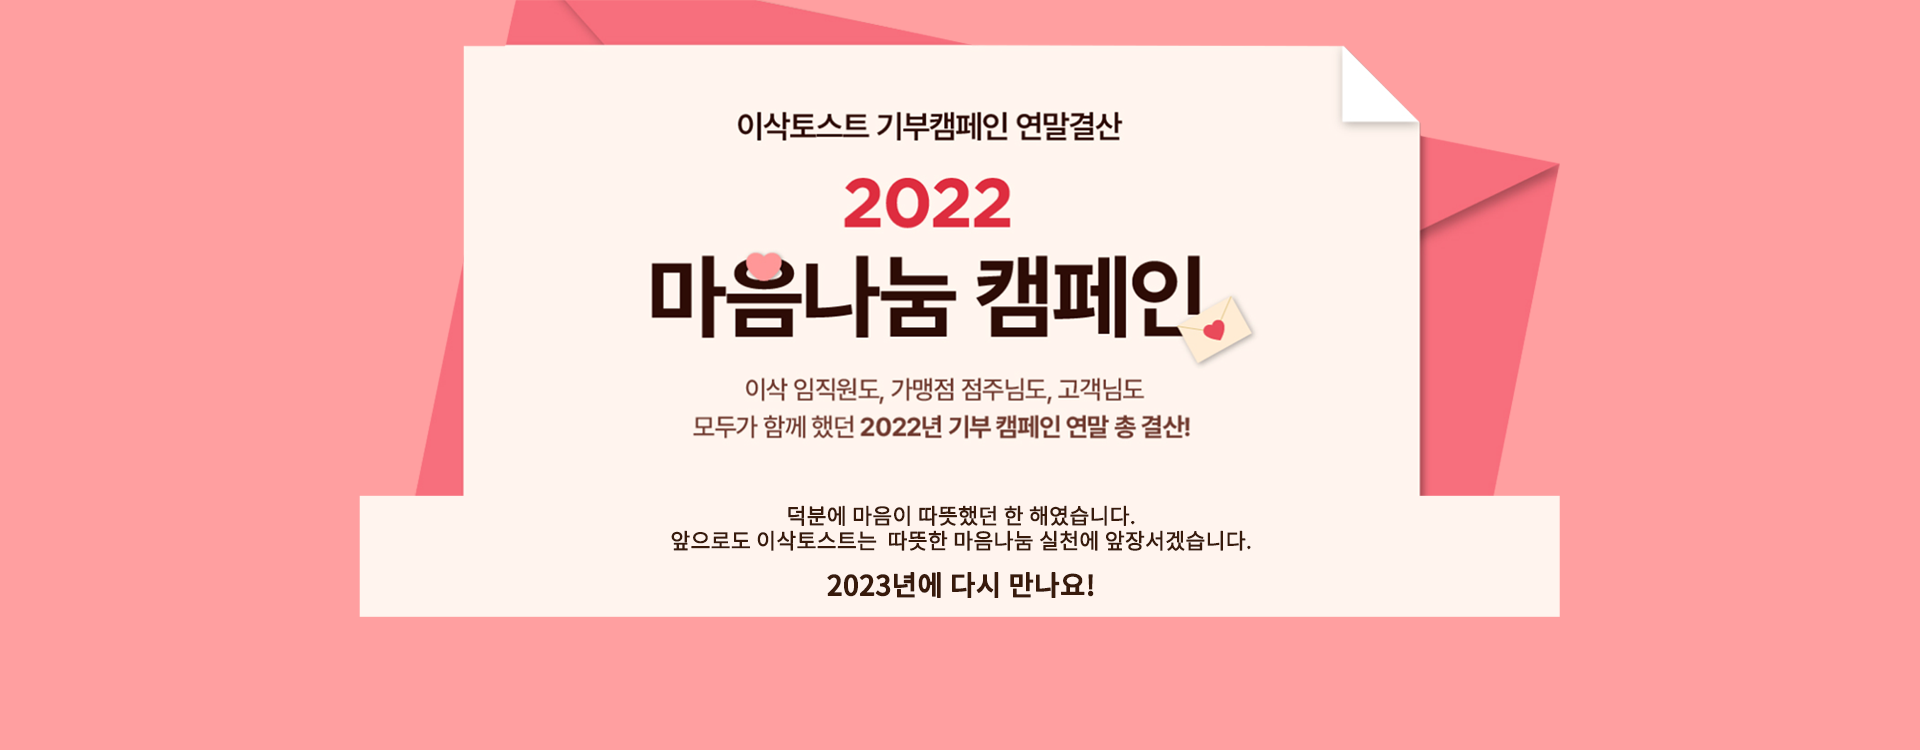 이삭토스트 기부캠페인 연말결산
2022
마음나눔 캠페인
이삭 임직원도, 가맹점 점주님도, 고객님도
모두가 함께 했던 2022년 기부 캠페인 연말 총 결산!
덕분에 마음이 따뜻했던 한 해였습니다.
앞으로도 이삭토스트는 따뜻한 마음나눔 실천에 앞장서겠습니다.
2023년에 다시 만나요!